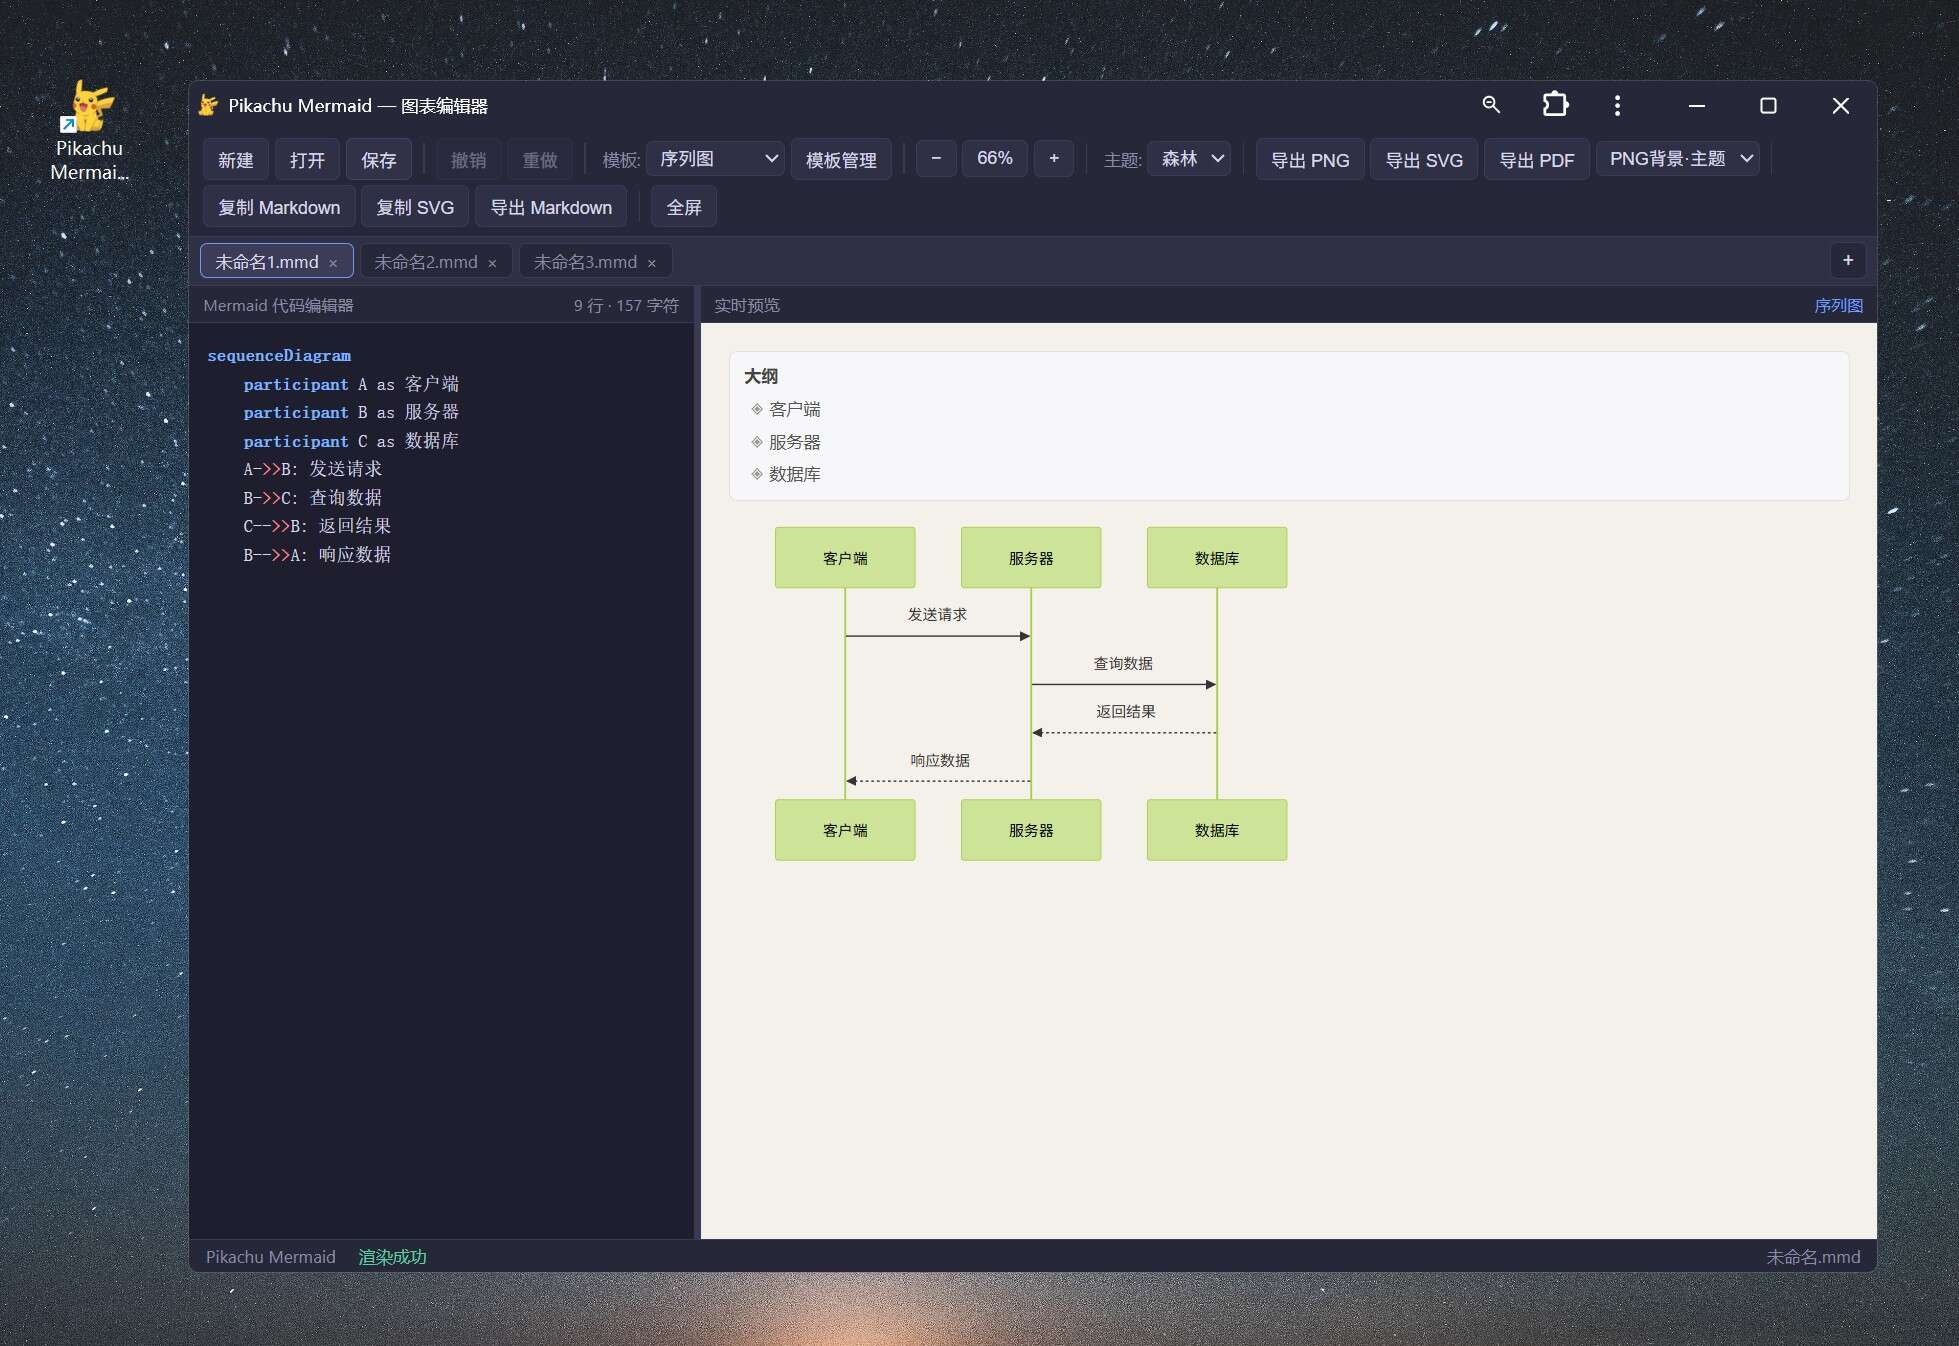 Pikachu
Mermai...
Pikachu Mermaid — 图表编辑器
新建 打开 保存 撤销 重做 模板: 序列图 模板管理 − 66% + 主题: 森林 导出 PNG 导出 SVG 导出 PDF PNG背景·主题
复制 Markdown 复制 SVG 导出 Markdown 全屏
未命名1.mmd × 未命名2.mmd × 未命名3.mmd × +
Mermaid 代码编辑器 9 行 · 157 字符
实时预览 序列图
sequenceDiagram
participant A as 客户端
participant B as 服务器
participant C as 数据库
A->>B: 发送请求
B->>C: 查询数据
C-->>B: 返回结果
B-->>A: 响应数据
大纲
◈ 客户端
◈ 服务器
◈ 数据库
客户端 服务器 数据库
发送请求
查询数据
返回结果
响应数据
客户端 服务器 数据库
Pikachu Mermaid 渲染成功 未命名.mmd